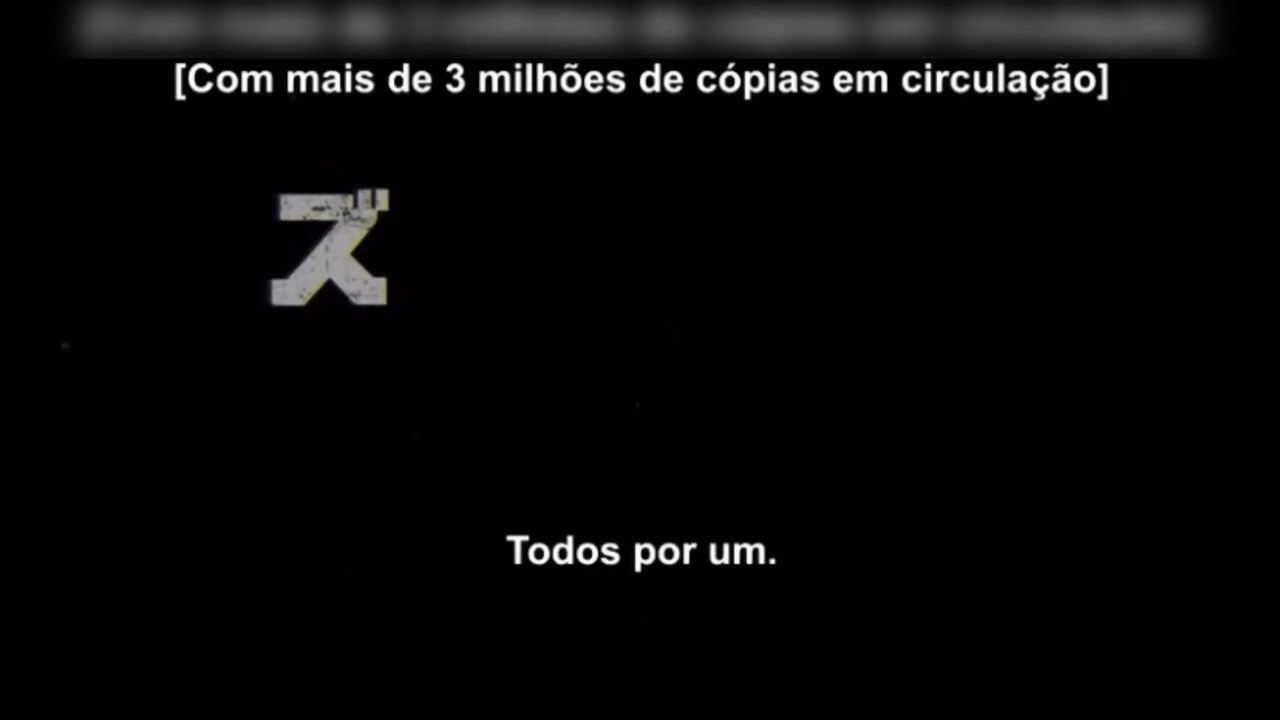 [Com mais de 3 milhões de cópias em circulação]
ズ
Todos por um.